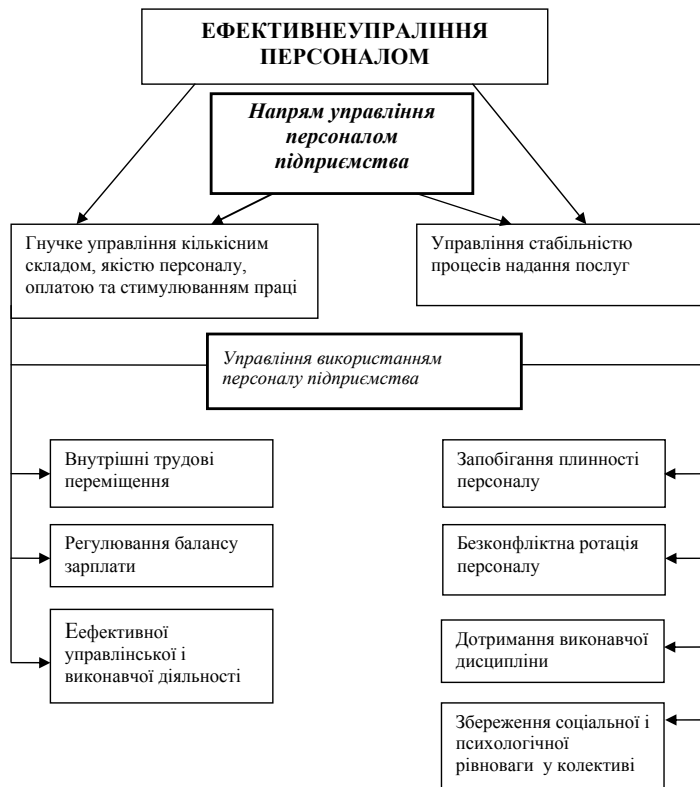 ЕФЕКТИВНЕУПРАЛІННЯ
ПЕРСОНАЛОМ
Напрям управління
персоналом
підприємства
Гнучке управління кількісним
складом, якістю персоналу,
оплатою та стимулюванням праці
Управління стабільністю
процесів надання послуг
Управління використанням
персоналу підприємства
Внутрішні трудові
переміщення
Регулювання балансу
зарплати
Еефективної
управлінської і
виконавчої діяльності
Запобігання плинності
персоналу
Безконфліктна ротація
персоналу
Дотримання виконавчої
дисципліни
Збереження соціальної і
психологічної
рівноваги у колективі